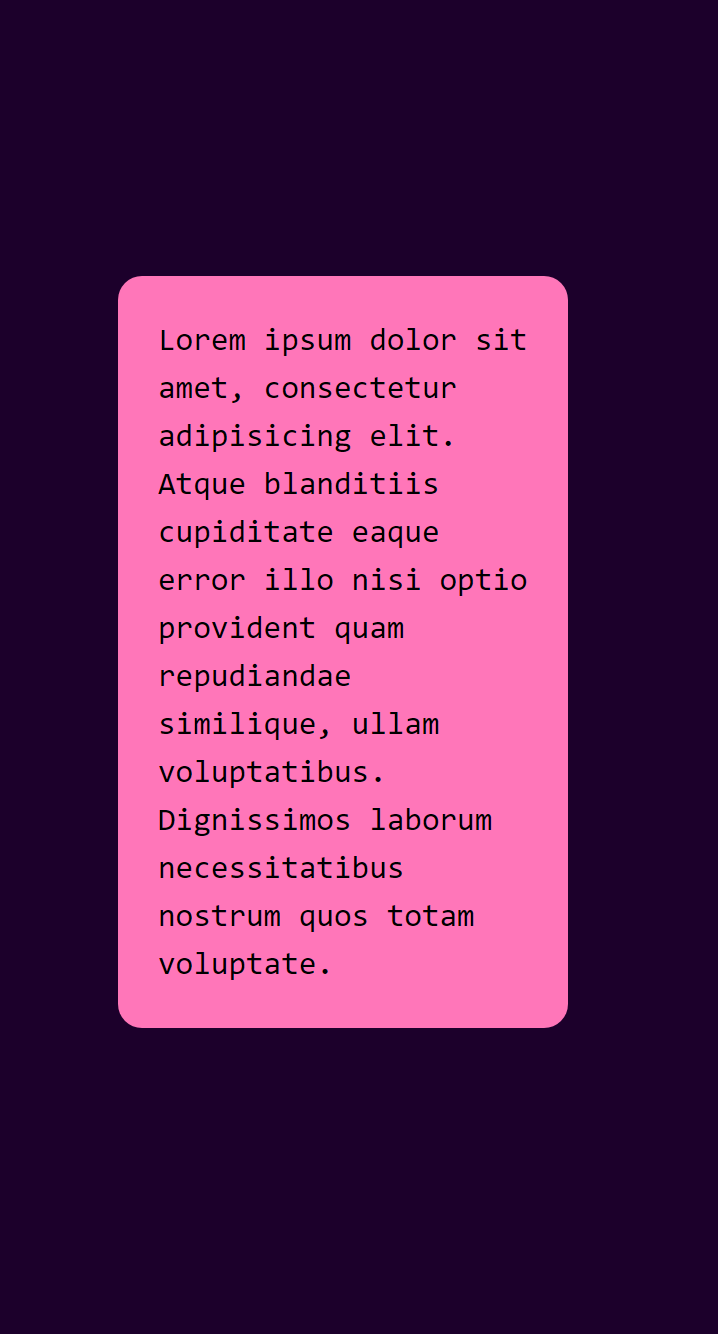 Lorem ipsum dolor sit
amet, consectetur
adipisicing elit.
Atque blanditiis
cupiditate eaque
error illo nisi optio
provident quam
repudiandae
similique, ullam
voluptatibus.
Dignissimos laborum
necessitatibus
nostrum quos totam
voluptate.